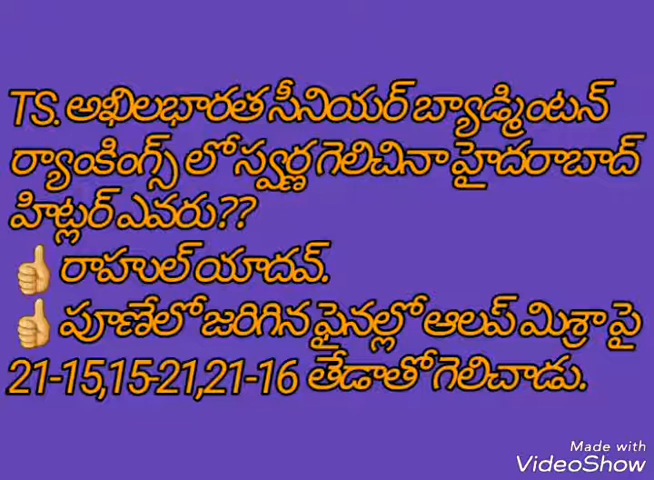 TS. అఖిలభారత సీనియర్ బ్యాడ్మింటన్
ర్యాంకింగ్స్ లో స్వర్ణ గెలిచినా హైదరాబాద్
హిట్లర్ ఎవరు??
👍 రాహుల్ యాదవ్.
👍 పూణేలో జరిగిన ఫైనల్లో ఆలప్ మిశ్రా పై
21-15,15-21,21-16 తేడాతో గెలిచాడు.
Made with
VideoShow